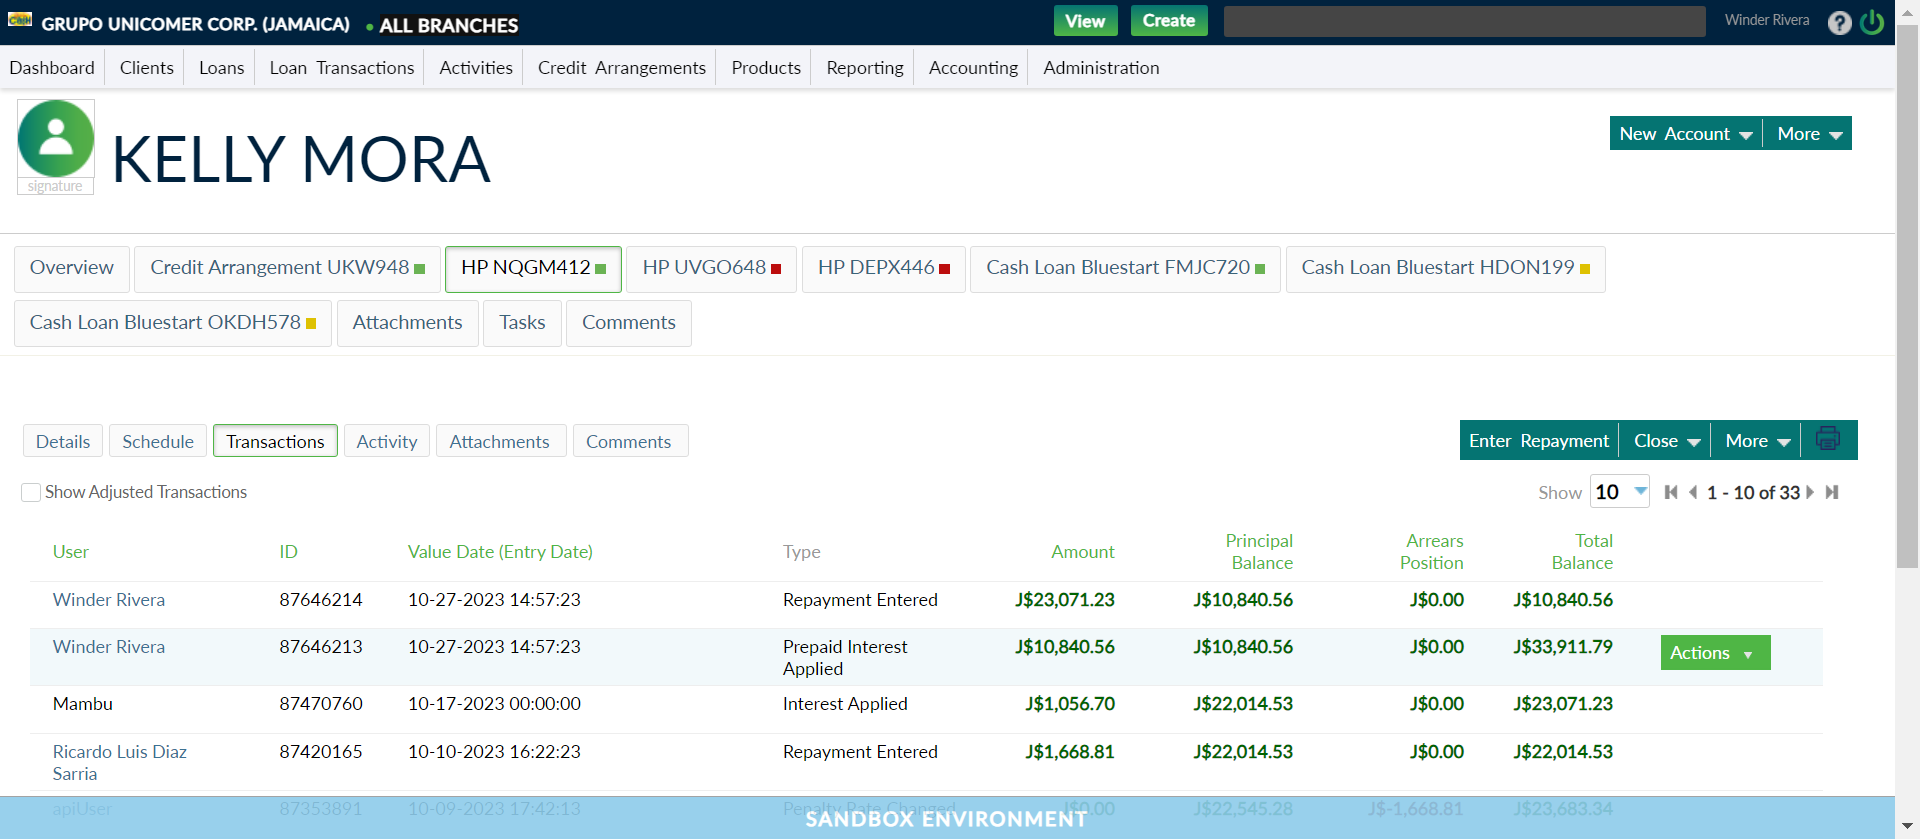 Cash GRUPO UNICOMER CORP. (JAMAICA) • ALL BRANCHES View Create Winder Rivera ?
Dashboard Clients Loans Loan Transactions Activities Credit Arrangements Products Reporting Accounting Administration
signature
KELLY MORA
New Account More
Overview Credit Arrangement UKW948 HP NQGM412 HP UVGO648 HP DEPX446 Cash Loan Bluestart FMJC720 Cash Loan Bluestart HDON199
Cash Loan Bluestart OKDH578 Attachments Tasks Comments
Details Schedule Transactions Activity Attachments Comments
Enter Repayment Close More
Show Adjusted Transactions
Show 10 1 - 10 of 33
User ID Value Date (Entry Date) Type Amount Principal Balance Arrears Position Total Balance
Winder Rivera 87646214 10-27-2023 14:57:23 Repayment Entered J$23,071.23 J$10,840.56 J$0.00 J$10,840.56
Winder Rivera 87646213 10-27-2023 14:57:23 Prepaid Interest Applied J$10,840.56 J$10,840.56 J$0.00 J$33,911.79 Actions
Mambu 87470760 10-17-2023 00:00:00 Interest Applied J$1,056.70 J$22,014.53 J$0.00 J$23,071.23
Ricardo Luis Diaz Sarria 87420165 10-10-2023 16:22:23 Repayment Entered J$1,668.81 J$22,014.53 J$0.00 J$22,014.53
apiUser 87353891 10-09-2023 17:42:13 Penalty Rate Changed J$0.00 J$22,545.28 J$-1,668.81 J$23,683.34
SANDBOX ENVIRONMENT